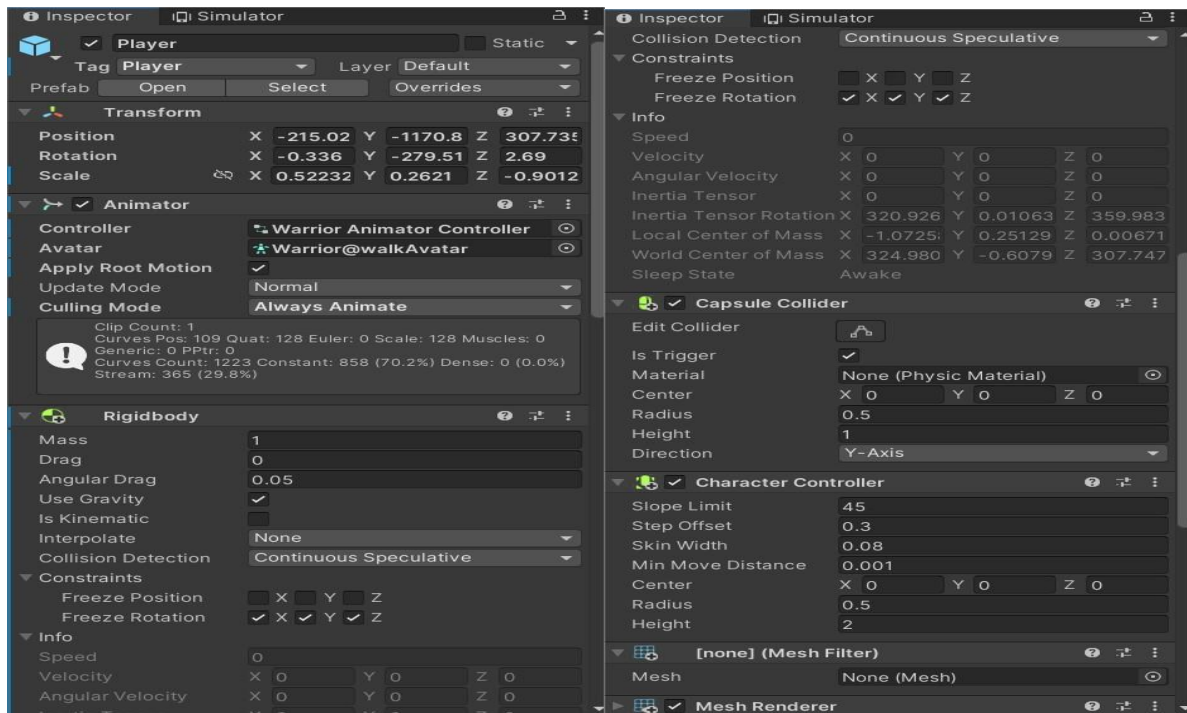 Inspector Simulator
Player Static
Tag Player Layer Default
Prefab Open Select Overrides
Transform
Position X -215.02 Y -1170.8 Z 307.735
Rotation X -0.336 Y -279.51 Z 2.69
Scale X 0.52232 Y 0.2621 Z -0.9012
Animator
Controller Warrior Animator Controller
Avatar Warrior@walkAvatar
Apply Root Motion
Update Mode Normal
Culling Mode Always Animate
Clip Count: 1
Curves Pos: 109 Quat: 128 Euler: 0 Scale: 128 Muscles: 0
Generic: 0 PPtr: 0
Curves Count: 1223 Constant: 858 (70.2%) Dense: 0 (0.0%)
Stream: 365 (29.8%)
Rigidbody
Mass 1
Drag 0
Angular Drag 0.05
Use Gravity
Is Kinematic
Interpolate None
Collision Detection Continuous Speculative
Constraints
Freeze Position X Y Z
Freeze Rotation X Y Z
Info
Speed 0
Velocity X 0 Y 0 Z 0
Angular Velocity X 0 Y 0 Z 0
Inspector Simulator
Collision Detection Continuous Speculative
Constraints
Freeze Position X Y Z
Freeze Rotation X Y Z
Info
Speed 0
Velocity X 0 Y 0 Z 0
Angular Velocity X 0 Y 0 Z 0
Inertia Tensor X 0 Y 0 Z 0
Inertia Tensor Rotation X 320.926 Y 0.01063 Z 359.983
Local Center of Mass X -1.0725 Y 0.25129 Z 0.00671
World Center of Mass X 324.980 Y -0.6079 Z 307.747
Sleep State Awake
Capsule Collider
Edit Collider
Is Trigger
Material None (Physic Material)
Center X 0 Y 0 Z 0
Radius 0.5
Height 1
Direction Y-Axis
Character Controller
Slope Limit 45
Step Offset 0.3
Skin Width 0.08
Min Move Distance 0.001
Center X 0 Y 0 Z 0
Radius 0.5
Height 2
[none] (Mesh Filter)
Mesh None (Mesh)
Mesh Renderer